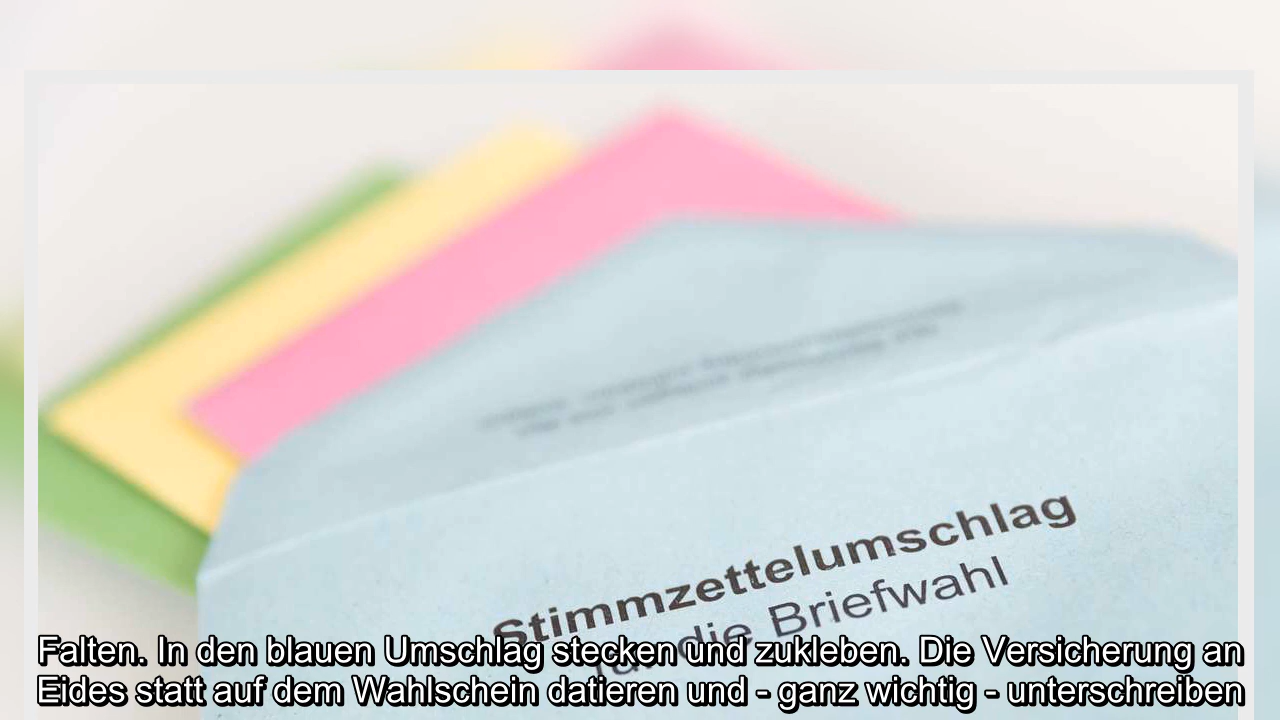 Stimmzettelumschlag
für die Briefwahl
Falten. In den blauen Umschlag stecken und zukleben. Die Versicherung an
Eides statt auf dem Wahlschein datieren und - ganz wichtig - unterschreiben